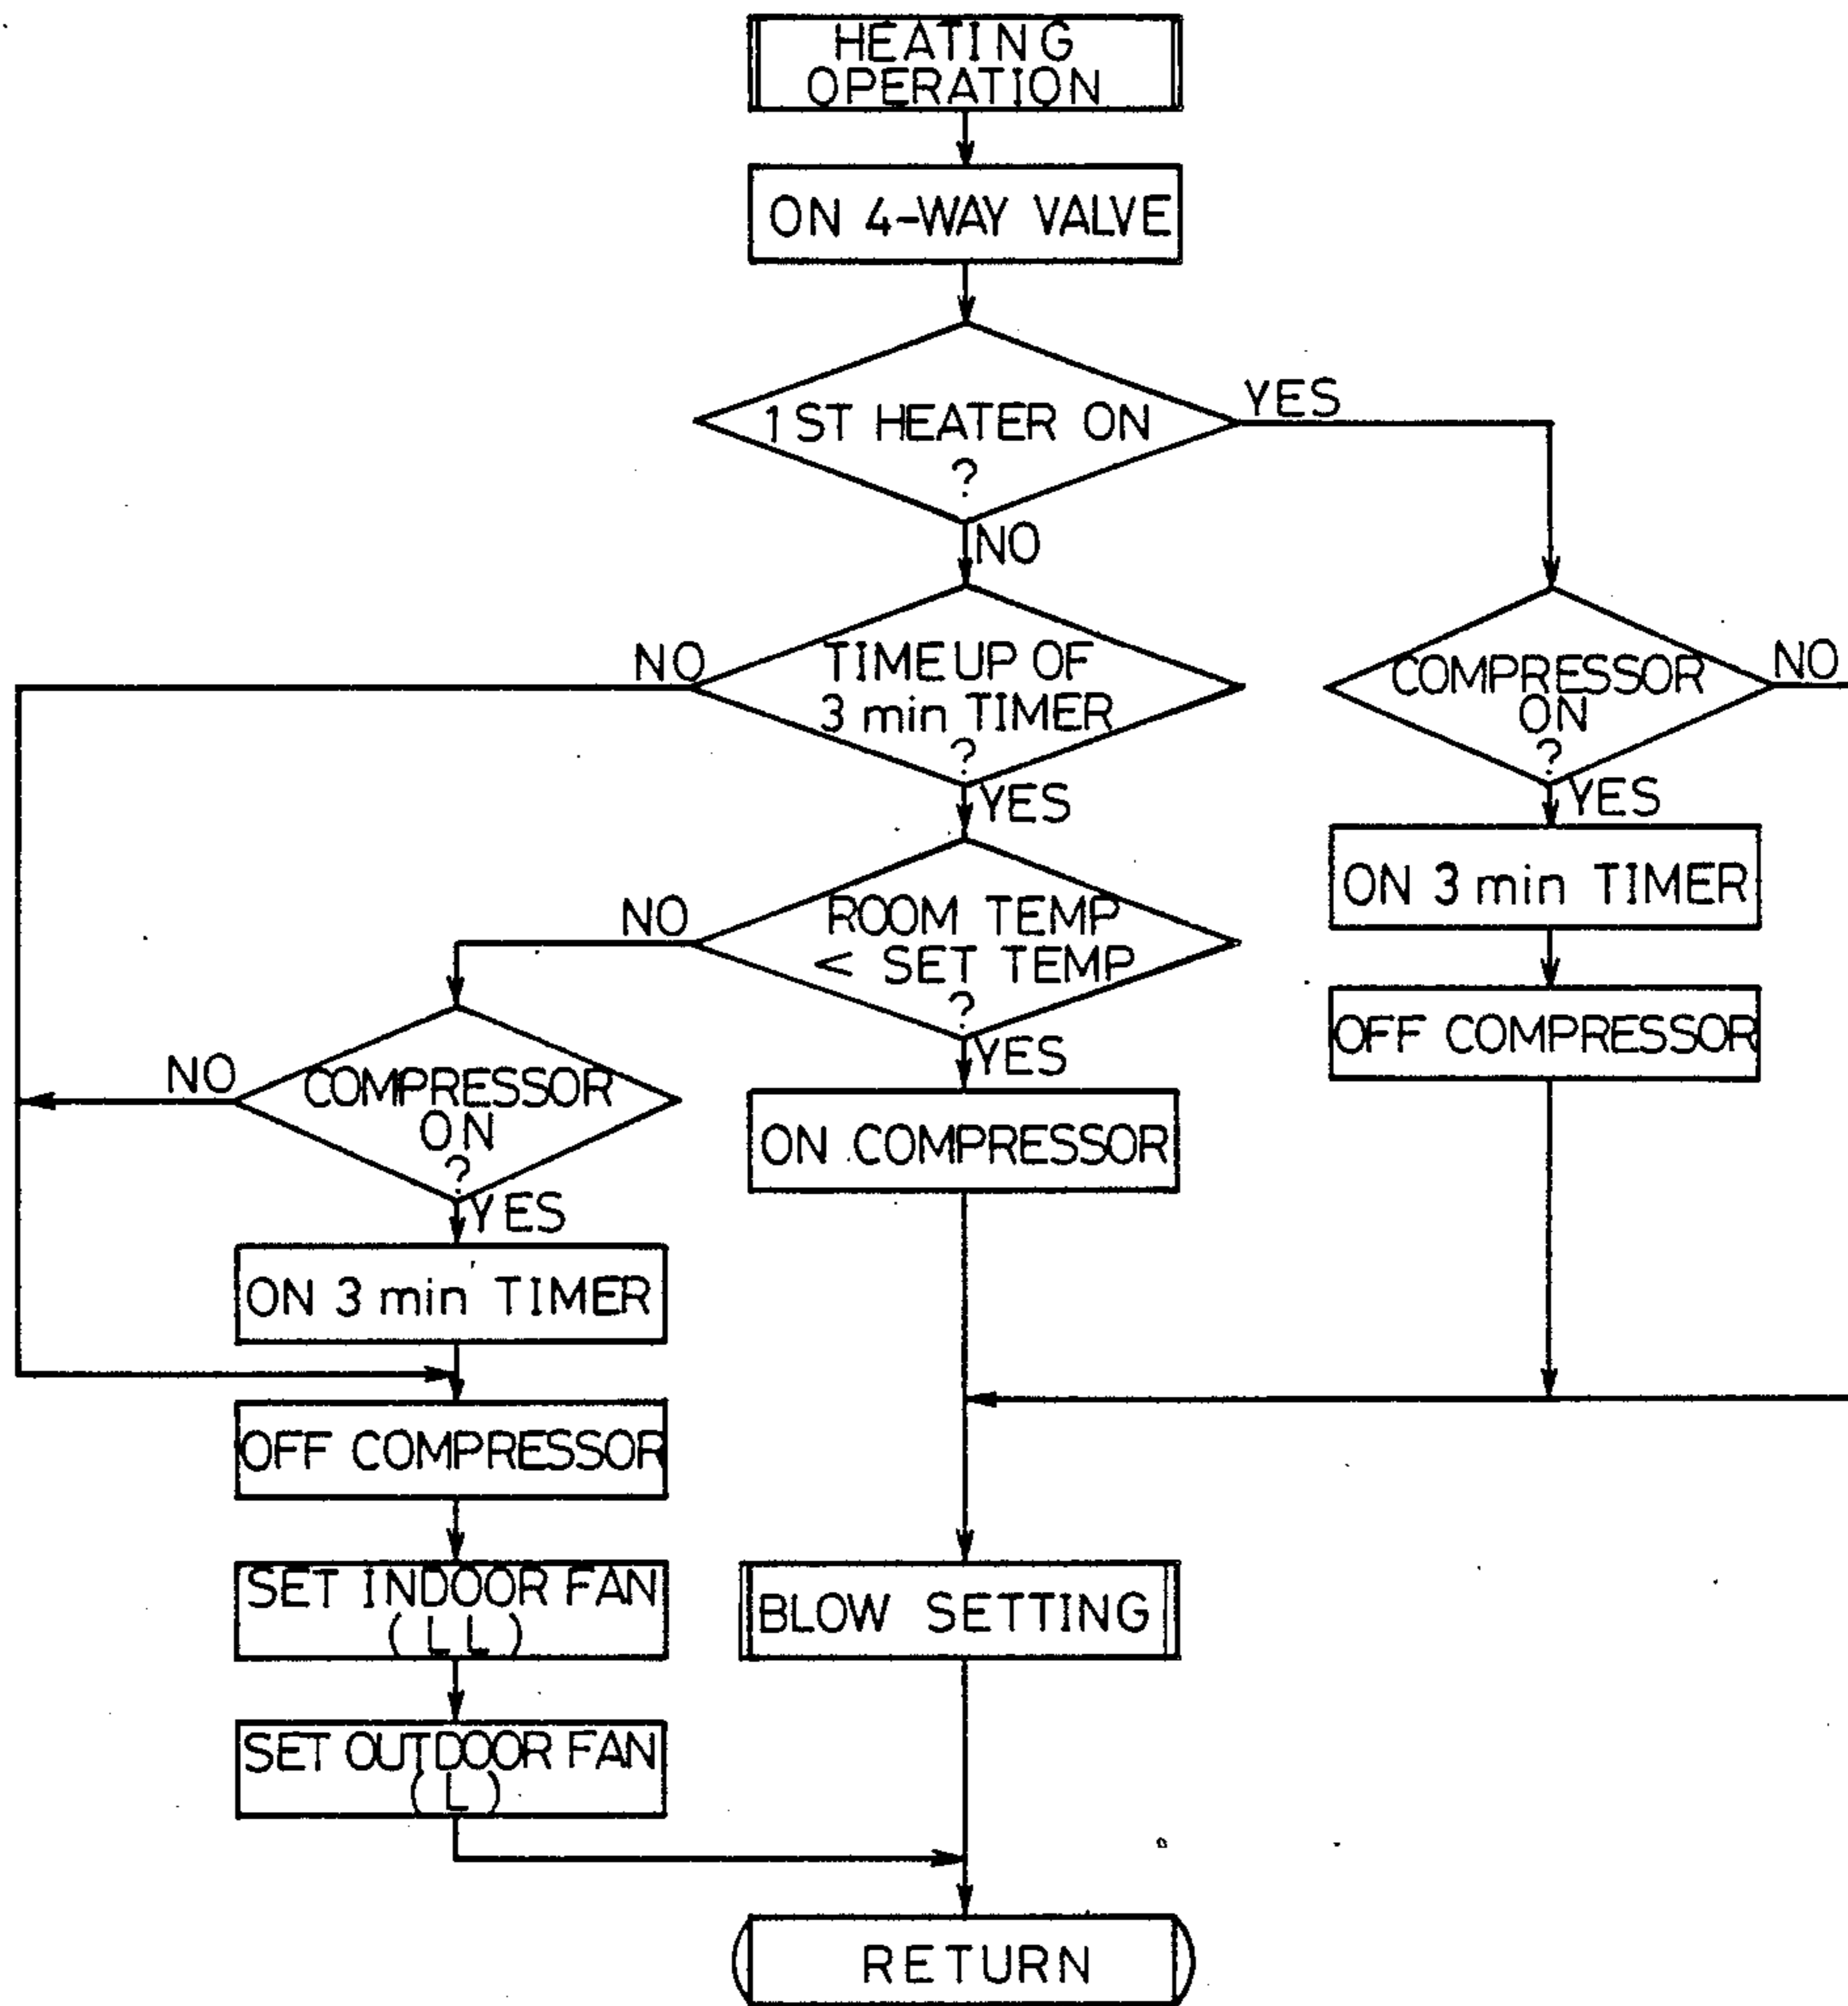 HEATING
OPERATION
ON 4-WAY VALVE
1 ST HEATER ON
?
YES
NO
TIME UP OF
3 min TIMER
?
NO
YES
COMPRESSOR
ON
?
NO
YES
ROOM TEMP
< SET TEMP
?
NO
YES
ON 3 min TIMER
OFF COMPRESSOR
COMPRESSOR
ON
?
NO
YES
ON COMPRESSOR
ON 3 min TIMER
OFF COMPRESSOR
SET INDOOR FAN
(LL)
BLOW SETTING
SET OUTDOOR FAN
(L)
RETURN